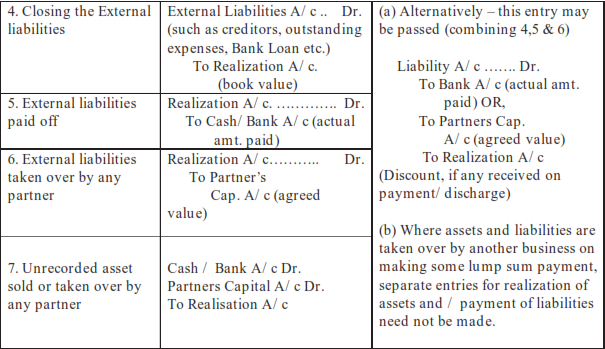 4. Closing the External
liabilities
External Liabilities A/ c .. Dr.
(such as creditors, outstanding
expenses, Bank Loan etc.)
To Realization A/ c.
(book value)
5. External liabilities
paid off
Realization A/ c. …………. Dr.
To Cash/ Bank A/ c (actual
amt. paid)
6. External liabilities
taken over by any
partner
Realization A/ c……….. Dr.
To Partner’s
Cap. A/ c (agreed
value)
7. Unrecorded asset
sold or taken over by
any partner
Cash / Bank A/ c Dr.
Partners Capital A/ c Dr.
To Realisation A/ c
(a) Alternatively – this entry may
be passed (combining 4,5 & 6)
Liability A/ c ……. Dr.
To Bank A/ c (actual amt.
paid) OR,
To Partners Cap.
A/ c (agreed value)
To Realization A/ c
(Discount, if any received on
payment/ discharge)
(b) Where assets and liabilities are
taken over by another business on
making some lump sum payment,
separate entries for realization of
assets and / payment of liabilities
need not be made.